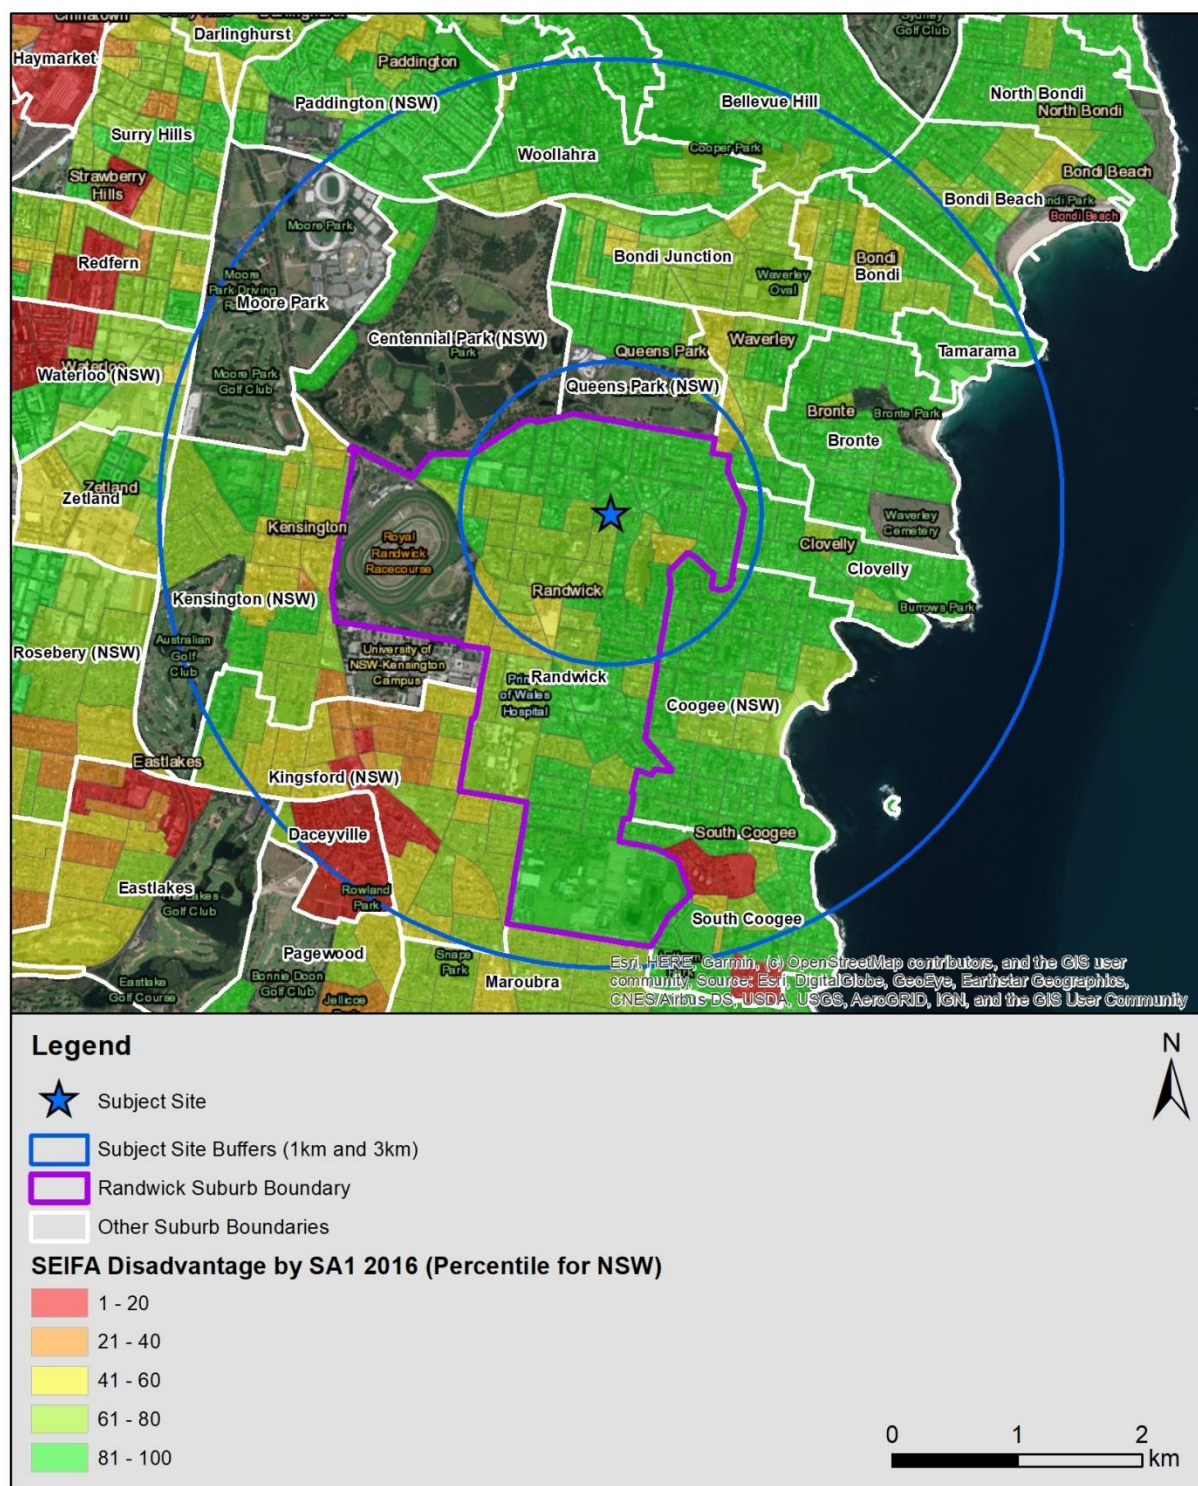 Chinatown
Darlinghurst
Sydney
Golf Club
Haymarket
Paddington
Paddington (NSW)
Bellevue Hill
North Bondi
North Bondi
Surry Hills
Woollahra
Cooper Park
Strawberry
Hills
Bondi Beach
Bondi Beach
Bondi Beach
Moore Park
Redfern
Bondi Junction
Bondi
Bondi
Moore
Park Driving
Waverley
Oval
Moore Park
Centennial Park (NSW)
Park
Queens Park
Waverley
Tamarama
Waterloo
Waterloo (NSW)
Moore Park
Golf Club
Queens Park (NSW)
Bronte
Bronte Park
Bronte
Zetland
Zetland
Kensington
Royal
Randwick
Racecourse
Waverley
Cemetery
Clovelly
Clovelly
Randwick
Kensington (NSW)
Burrows Park
Australian
Golf
Club
Rosebery (NSW)
University of
NSW-Kensington
Campus
Randwick
of Wales
Hospital
Coogee (NSW)
Eastlakes
Kingsford (NSW)
Daceyville
South Coogee
Eastlakes
Golf Club
Rowland
Park
South Coogee
Pagewood
Snape
Park
Maroubra
Eastlake
Golf Course
Bonnie Doon
Golf Club
Jellicoe
Esri, HERE, Garmin, (c) OpenStreetMap contributors, and the GIS user
community, Source: Esri, DigitalGlobe, GeoEye, Earthstar Geographics,
CNES/Airbus DS, USDA, USGS, AeroGRID, IGN, and the GIS User Community
Legend
N
Subject Site
Subject Site Buffers (1km and 3km)
Randwick Suburb Boundary
Other Suburb Boundaries
SEIFA Disadvantage by SA1 2016 (Percentile for NSW)
1 - 20
21 - 40
41 - 60
61 - 80
81 - 100
0 1 2
km